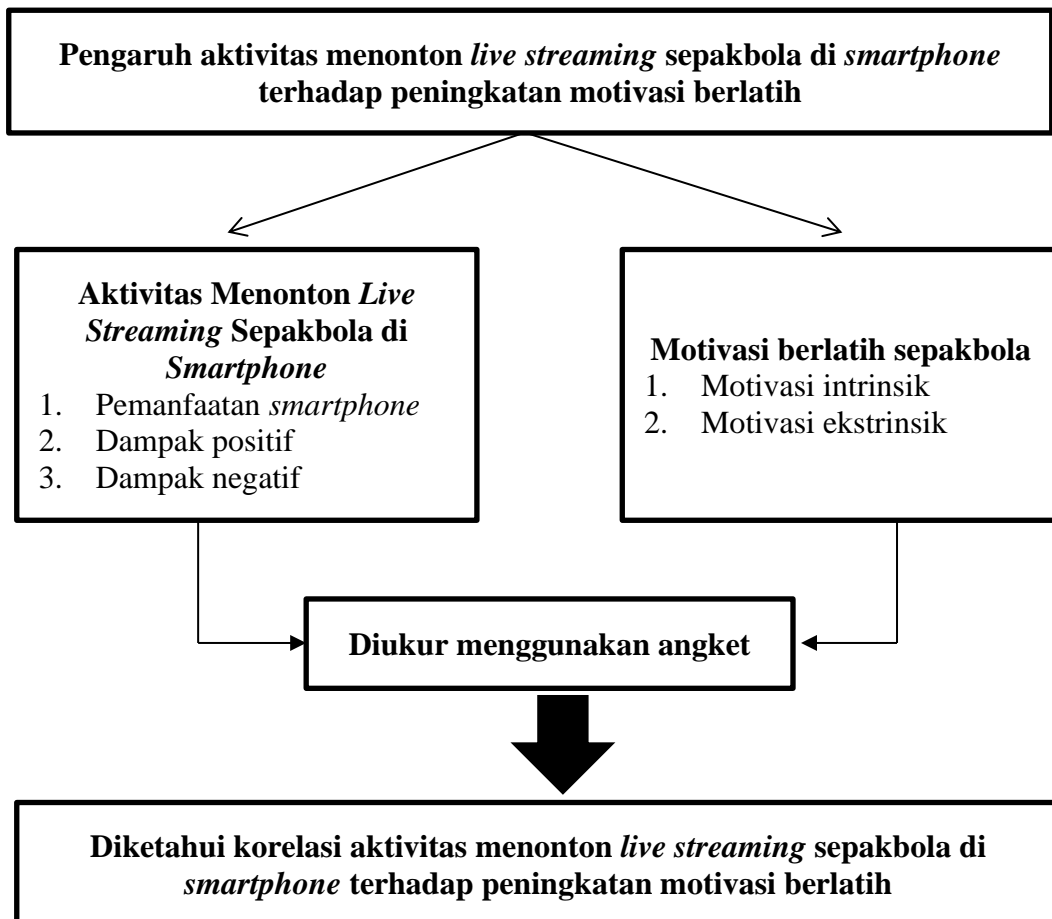 Pengaruh aktivitas menonton live streaming sepakbola di smartphone
terhadap peningkatan motivasi berlatih
Aktivitas Menonton Live
Streaming Sepakbola di
Smartphone
1. Pemanfaatan smartphone
2. Dampak positif
3. Dampak negatif
Motivasi berlatih sepakbola
1. Motivasi intrinsik
2. Motivasi ekstrinsik
Diukur menggunakan angket
Diketahui korelasi aktivitas menonton live streaming sepakbola di
smartphone terhadap peningkatan motivasi berlatih